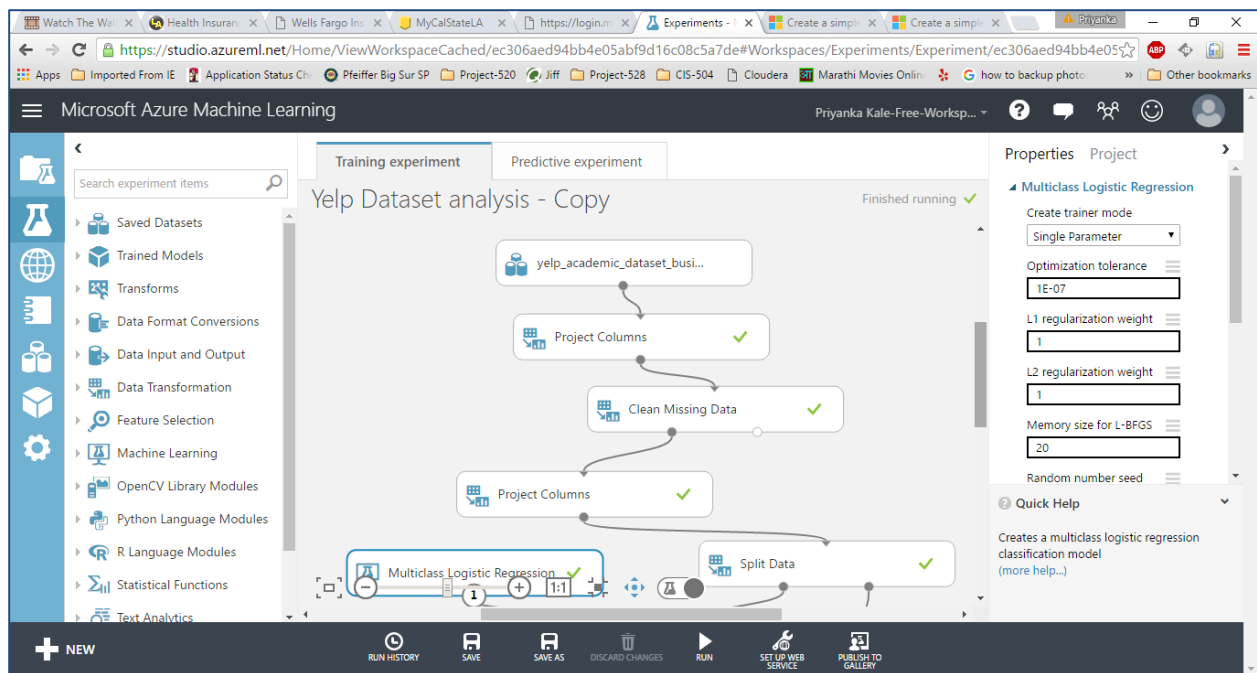 Watch The Wal
Health Insuran
Wells Fargo Ins
MyCalStateLA
https://login.m
Experiments -
Create a simple
Create a simple
Priyanka
https://studio.azureml.net/Home/ViewWorkspaceCached/ec306aed94bb4e05abf9d16c08c5a7de#Workspaces/Experiments/Experiment/ec306aed94bb4e05
ABP
Apps
Imported From IE
Application Status Ch
Pfeiffer Big Sur SP
Project-520
Jiff
Project-528
CIS-504
Cloudera
Marathi Movies Onlin
how to backup photo
»
Other bookmarks
Microsoft Azure Machine Learning
Priyanka Kale-Free-Worksp...
Search experiment items
Saved Datasets
Trained Models
Transforms
Data Format Conversions
Data Input and Output
Data Transformation
Feature Selection
Machine Learning
OpenCV Library Modules
Python Language Modules
R Language Modules
Statistical Functions
Text Analytics
Training experiment
Predictive experiment
Yelp Dataset analysis - Copy
Finished running
yelp_academic_dataset_busi...
Project Columns
Clean Missing Data
Project Columns
Split Data
Multiclass Logistic Regression
1
1:1
Properties
Project
Multiclass Logistic Regression
Create trainer mode
Single Parameter
Optimization tolerance
1E-07
L1 regularization weight
1
L2 regularization weight
1
Memory size for L-BFGS
20
Random number seed
Quick Help
Creates a multiclass logistic regression
classification model
(more help...)
NEW
RUN HISTORY
SAVE
SAVE AS
DISCARD CHANGES
RUN
SET UP WEB
SERVICE
PUBLISH TO
GALLERY